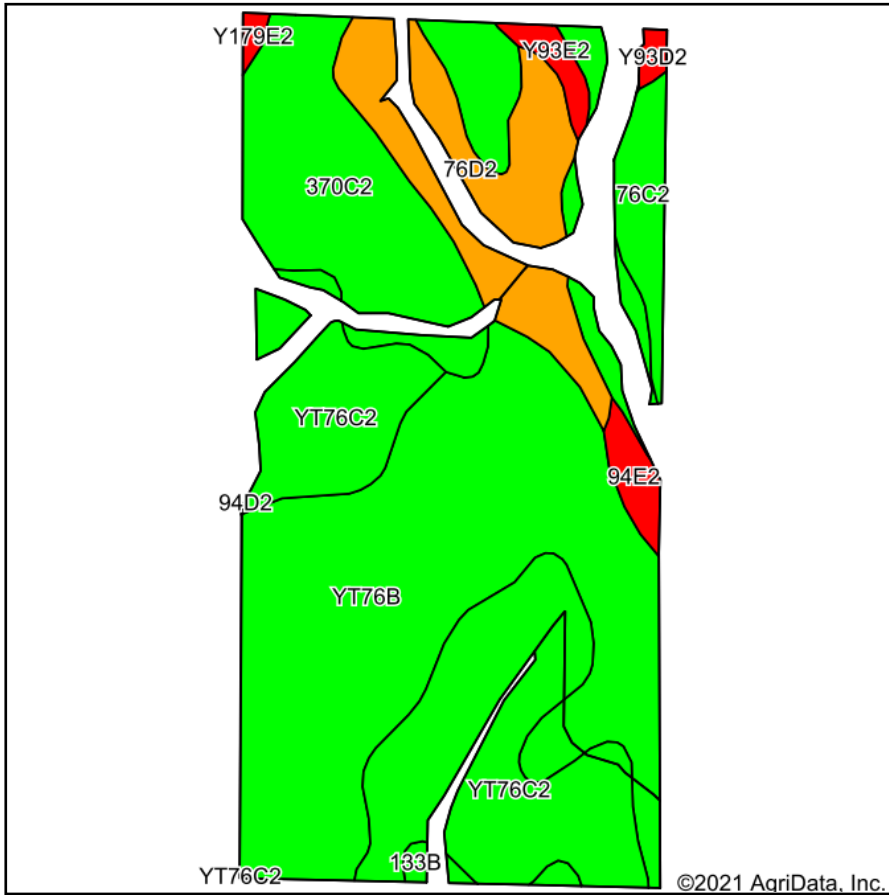 Y179E2
Y93E2
Y93D2
76D2
370C2
76C2
YT76C2
94E2
94D2
YT76B
YT76C2
133B
YT76C2
©2021 AgriData, Inc.